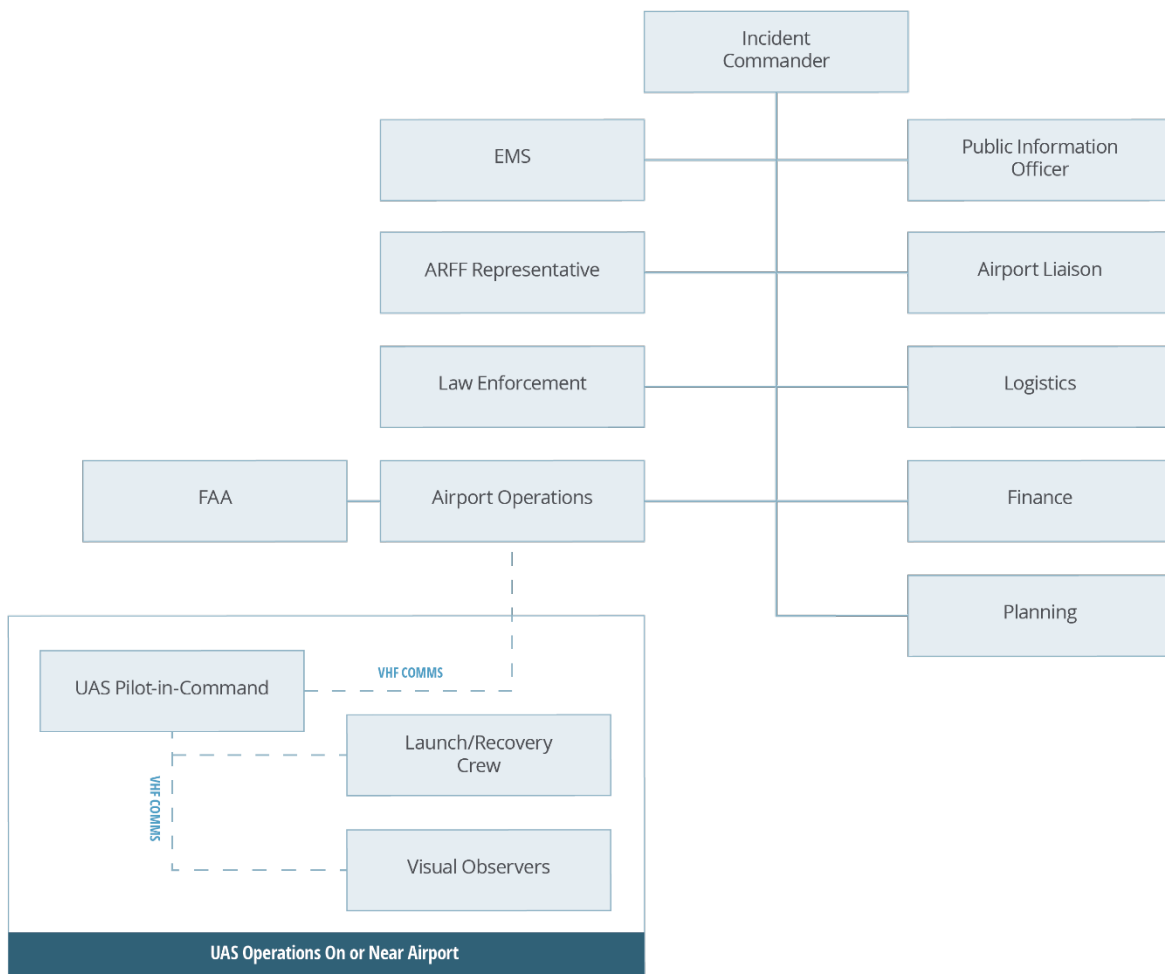 Incident
Commander
EMS
Public Information
Officer
ARFF Representative
Airport Liaison
Law Enforcement
Logistics
FAA
Airport Operations
Finance
Planning
UAS Pilot-in-Command
VHF COMMS
Launch/Recovery
Crew
VHF COMMS
Visual Observers
UAS Operations On or Near Airport